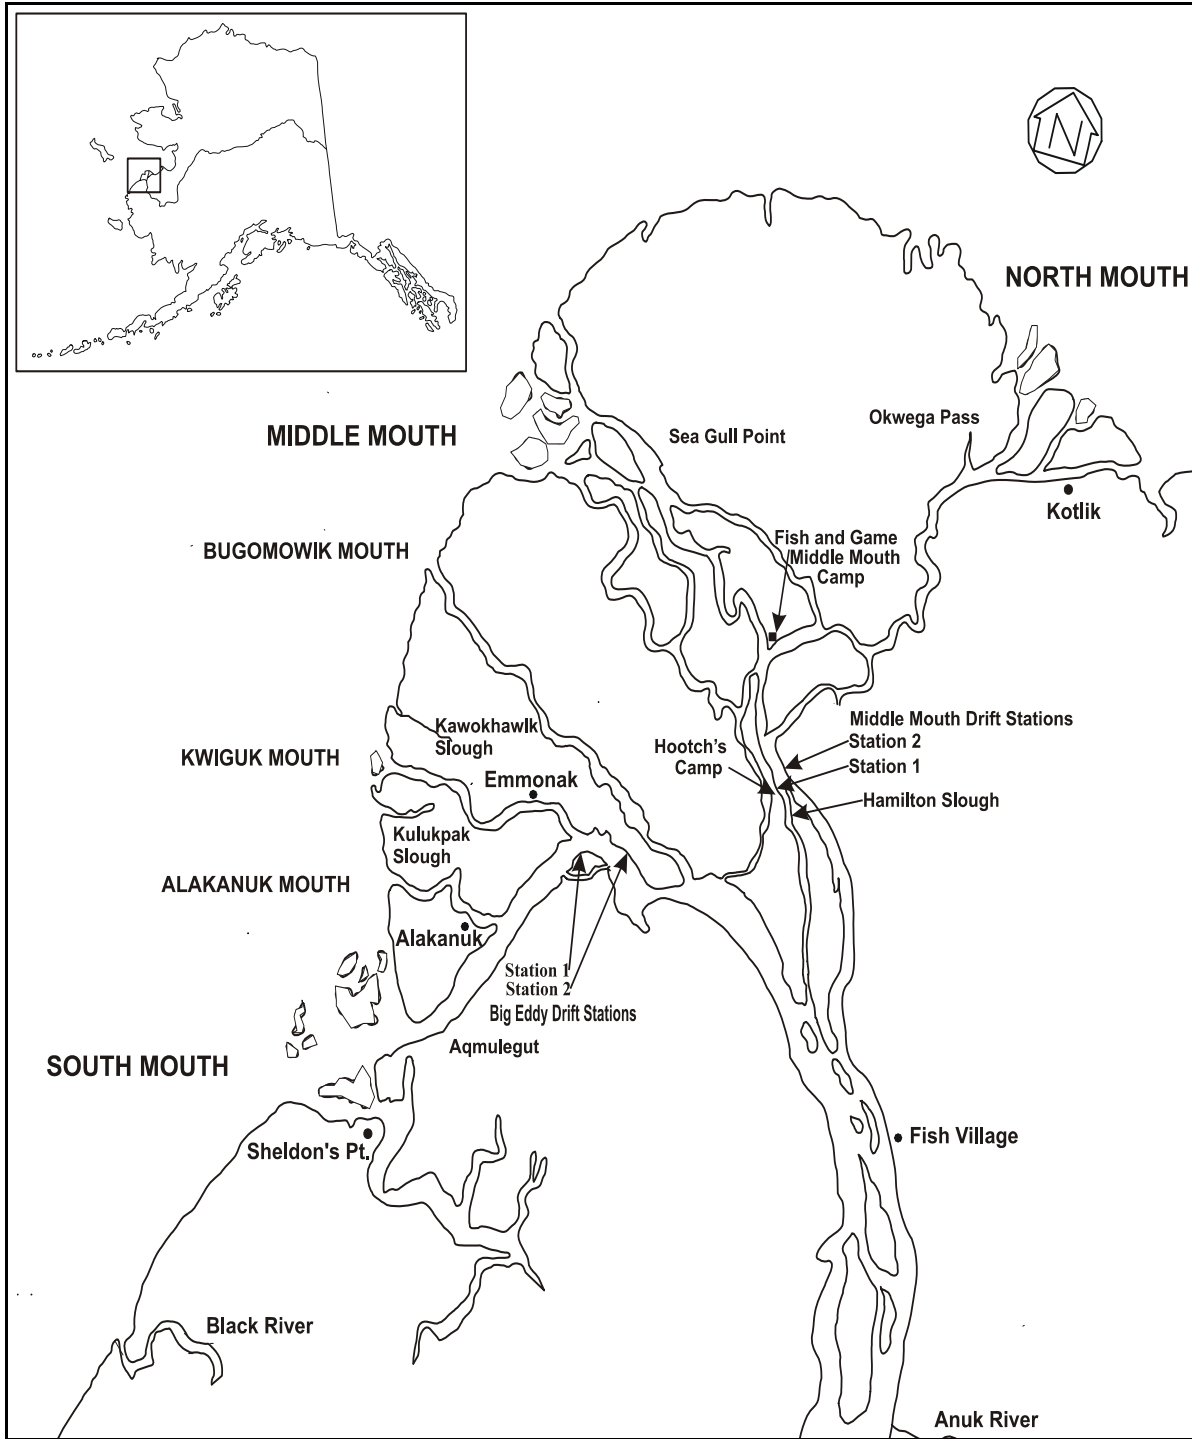 N
NORTH MOUTH
MIDDLE MOUTH
Sea Gull Point
Okwega Pass
Kotlik
BUGOMOWIK MOUTH
Fish and Game
/Middle Mouth
Camp
Kawokhawik
Slough
KWIGUK MOUTH
Emmonak
Hootch's
Camp
Middle Mouth Drift Stations
Station 2
Station 1
Hamilton Slough
Kulukpak
Slough
ALAKANUK MOUTH
Alakanuk
Station 1
Station 2
Big Eddy Drift Stations
Aqmulegut
SOUTH MOUTH
Sheldon's Pt.
Fish Village
Black River
Anuk River